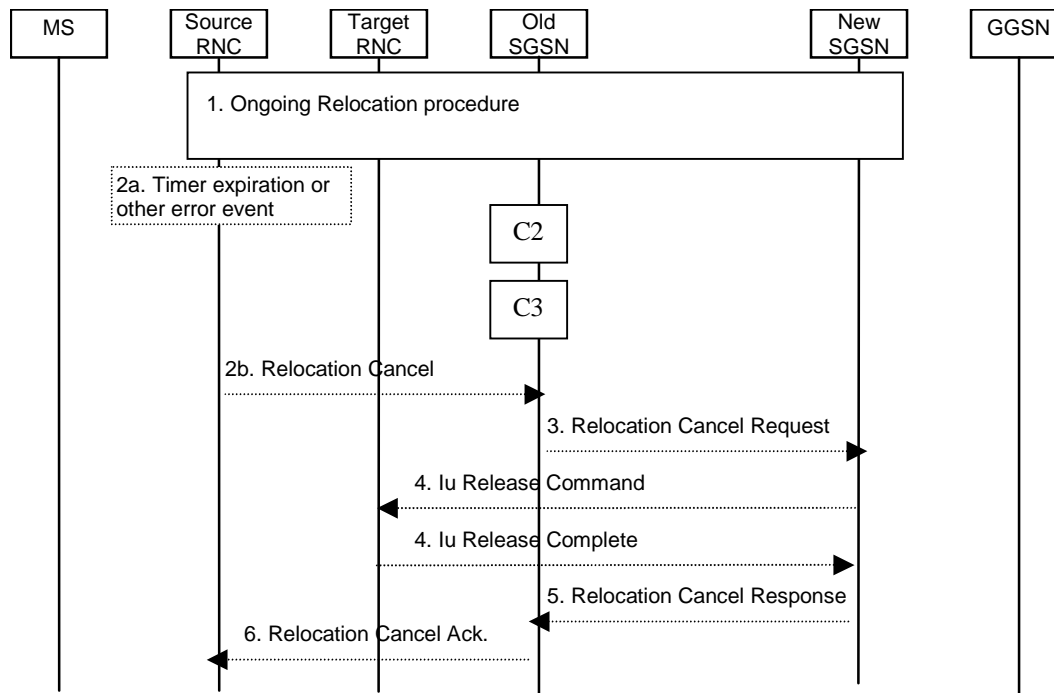 MS
Source
RNC
Target
RNC
Old
SGSN
New
SGSN
GGSN
1. Ongoing Relocation procedure
2a. Timer expiration or
other error event
C2
C3
2b. Relocation Cancel
3. Relocation Cancel Request
4. Iu Release Command
4. Iu Release Complete
5. Relocation Cancel Response
6. Relocation Cancel Ack.